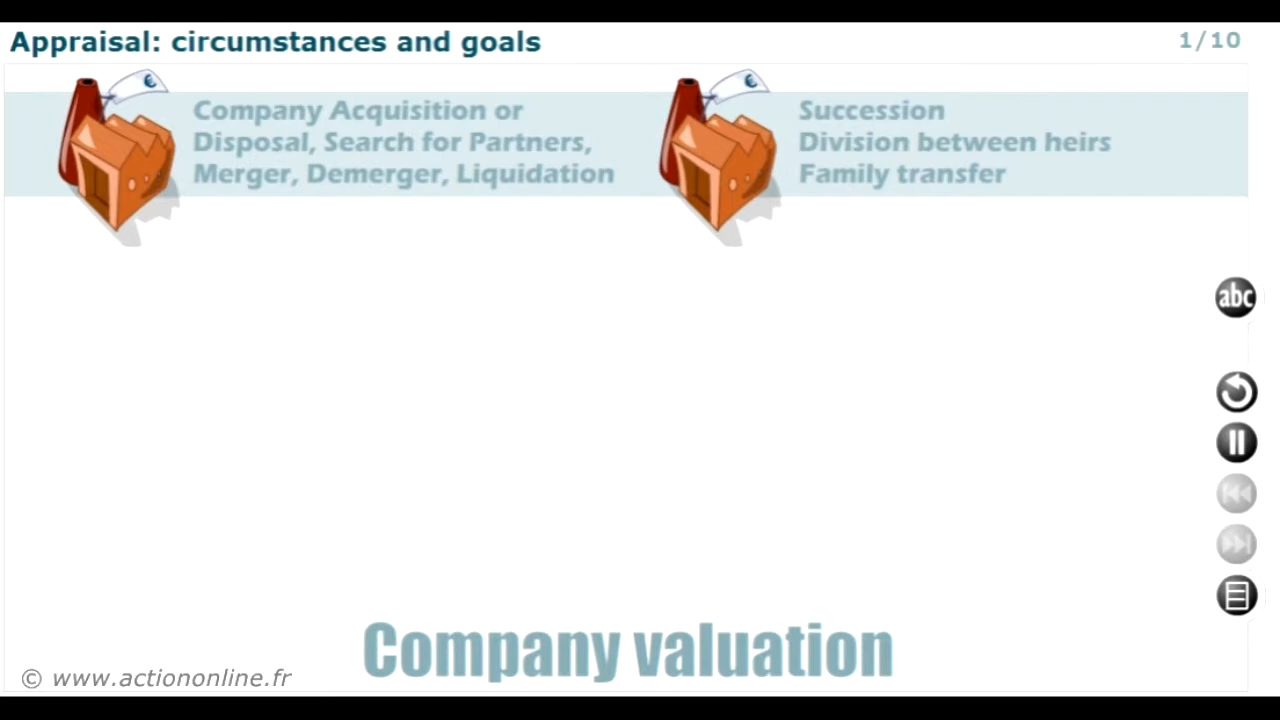 Appraisal: circumstances and goals
1/10
€
Company Acquisition or
Disposal, Search for Partners,
Merger, Demerger, Liquidation
€
Succession
Division between heirs
Family transfer
abc
Company valuation
© www.actiononline.fr